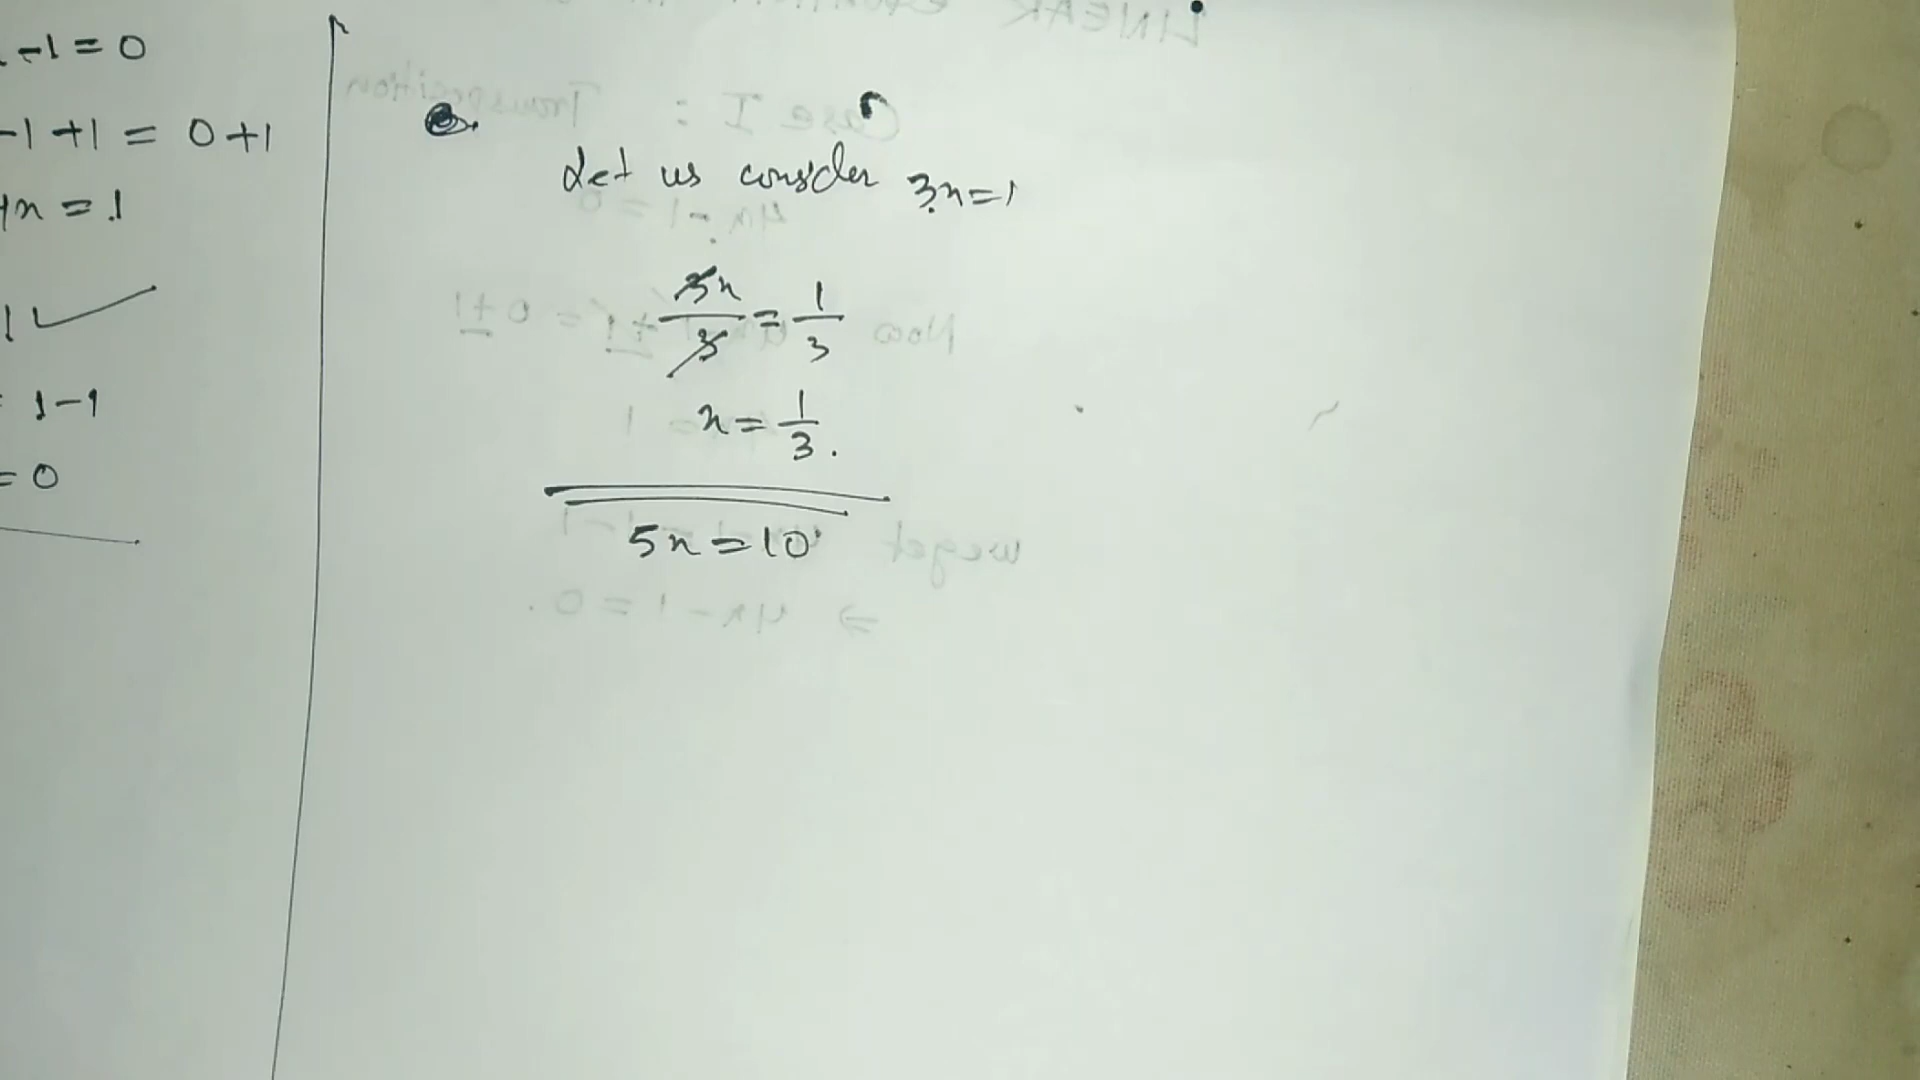 -1=0
-1+1 = 0+1
4x = 1
1
= 1-1
= 0
Let us consider 3x=1
3x/3 = 1/3
x = 1/3.
5x=10